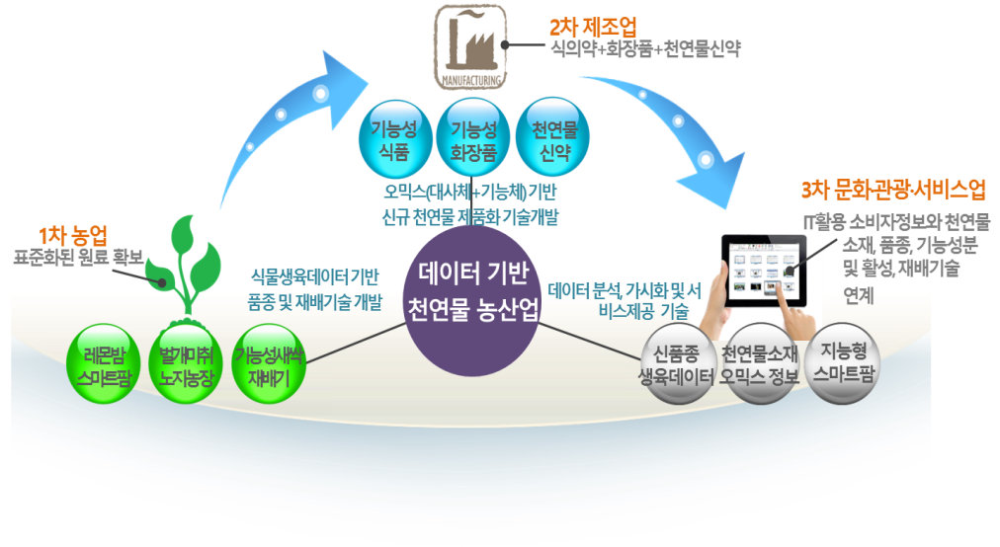 2차 제조업
식의약+화장품+천연물신약
MANUFACTURING
기능성
식품
기능성
화장품
천연물
신약
오믹스(대사체+기능체) 기반
신규 천연물 제품화 기술개발
3차 문화·관광·서비스업
IT활용 소비자정보와 천연물
소재, 품종, 기능성분
및 활성, 재배기술
연계
1차 농업
표준화된 원료 확보
식물생육데이터 기반
품종 및 재배기술 개발
데이터 기반
천연물 농산업
데이터 분석, 가시화 및 서
비스제공 기술
레몬밤
스마트팜
벌개미취
노지농장
기능성새싹
재배기
신품종
생육데이터
천연물소재
오믹스 정보
지능형
스마트팜